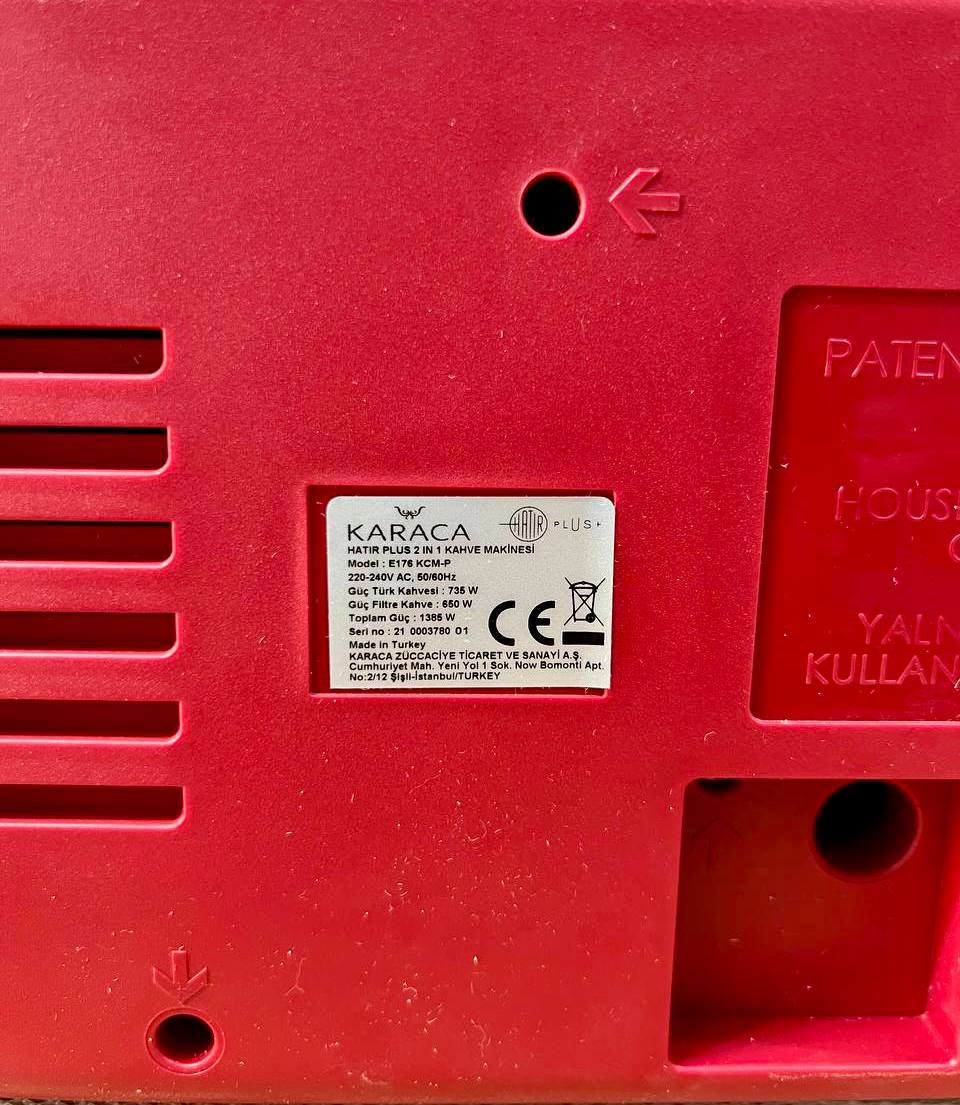 PATEN
HOUS
YALN
KULLAN
KARACA
HATIR PLUS+
HATIR PLUS 2 IN 1 KAHVE MAKİNESİ
Model : E176 KCM-P
220-240V AC, 50/60Hz
Güç Türk Kahvesi : 735 W
Güç Filtre Kahve : 650 W
Toplam Güç : 1385 W
Seri no : 21 0003780 01
CE
Made in Turkey
KARACA ZÜCCACİYE TİCARET VE SANAYİ A.Ş.
Cumhuriyet Mah. Yeni Yol 1 Sok. Now Bomonti Apt.
No:2/12 Şişli-İstanbul/TURKEY